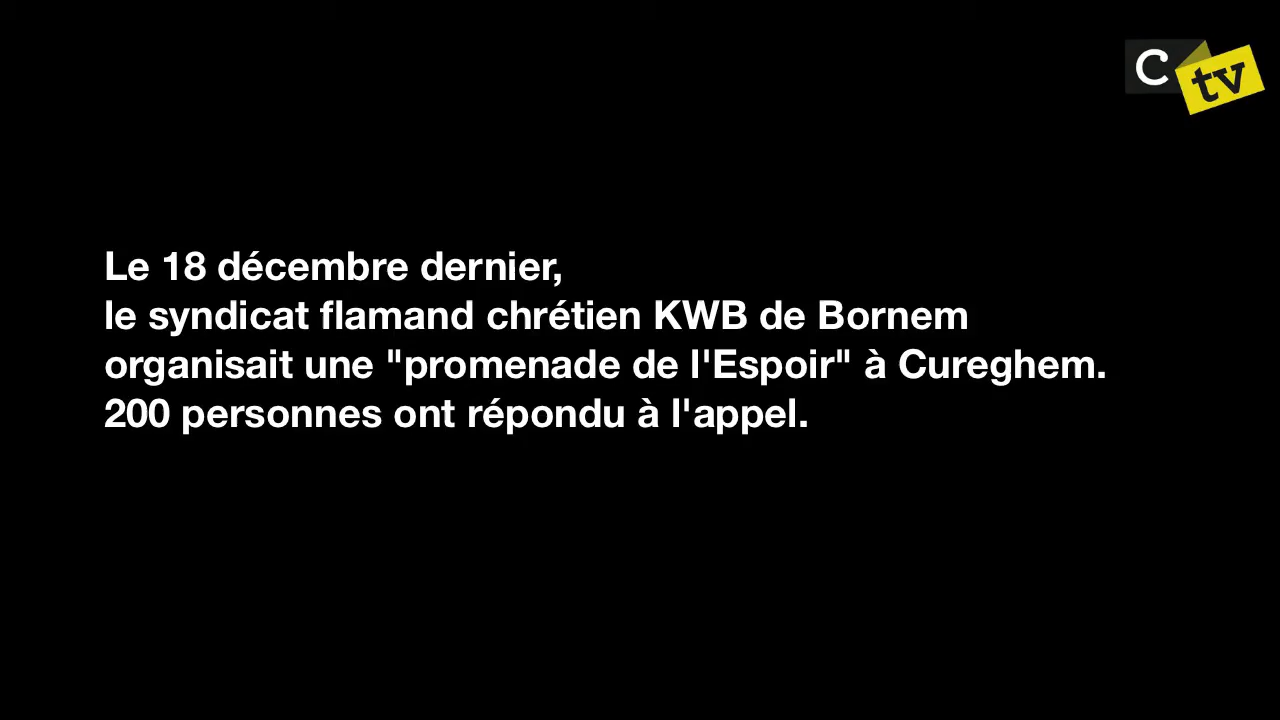 C
tv
Le 18 décembre dernier,
le syndicat flamand chrétien KWB de Bornem
organisait une "promenade de l'Espoir" à Cureghem.
200 personnes ont répondu à l'appel.